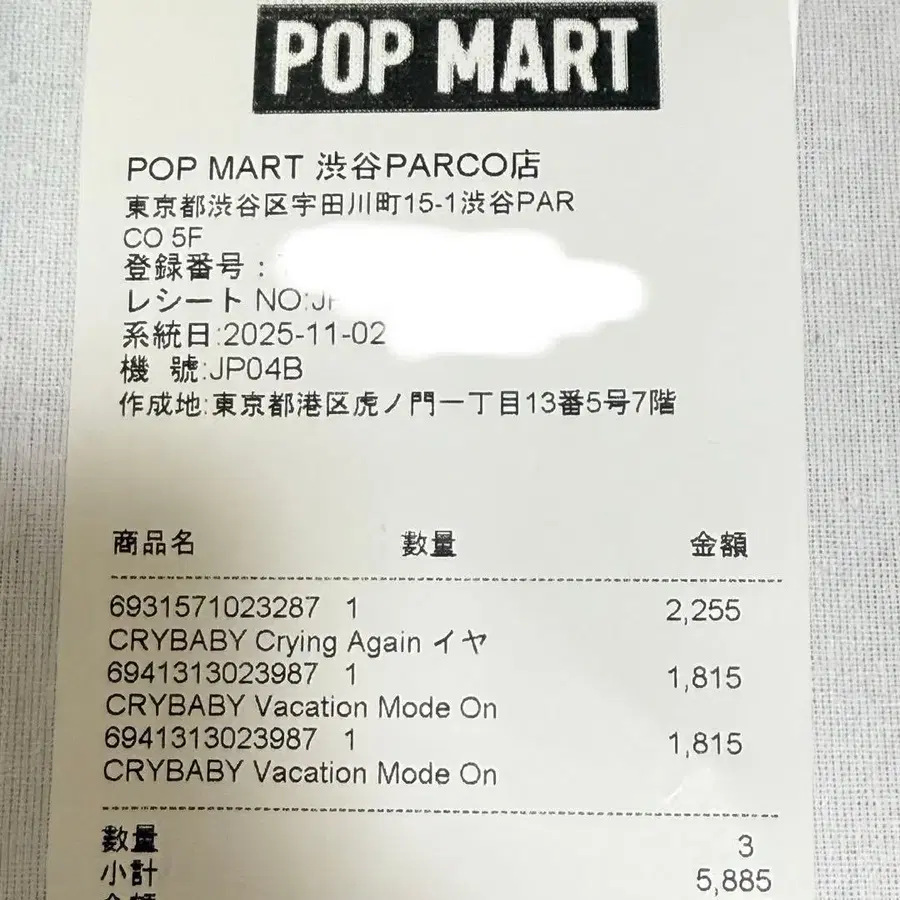 POP MART
POP MART 渋谷PARCO店
東京都渋谷区宇田川町15-1渋谷PAR
CO 5F
登録番号：
レシート NO:JP
系統日:2025-11-02
機 號:JP04B
作成地:東京都港区虎ノ門一丁目13番5号7階
商品名 數量 金額
6931571023287 1 2,255
CRYBABY Crying Again イヤ
6941313023987 1 1,815
CRYBABY Vacation Mode On
6941313023987 1 1,815
CRYBABY Vacation Mode On
數量 3
小計 5,885